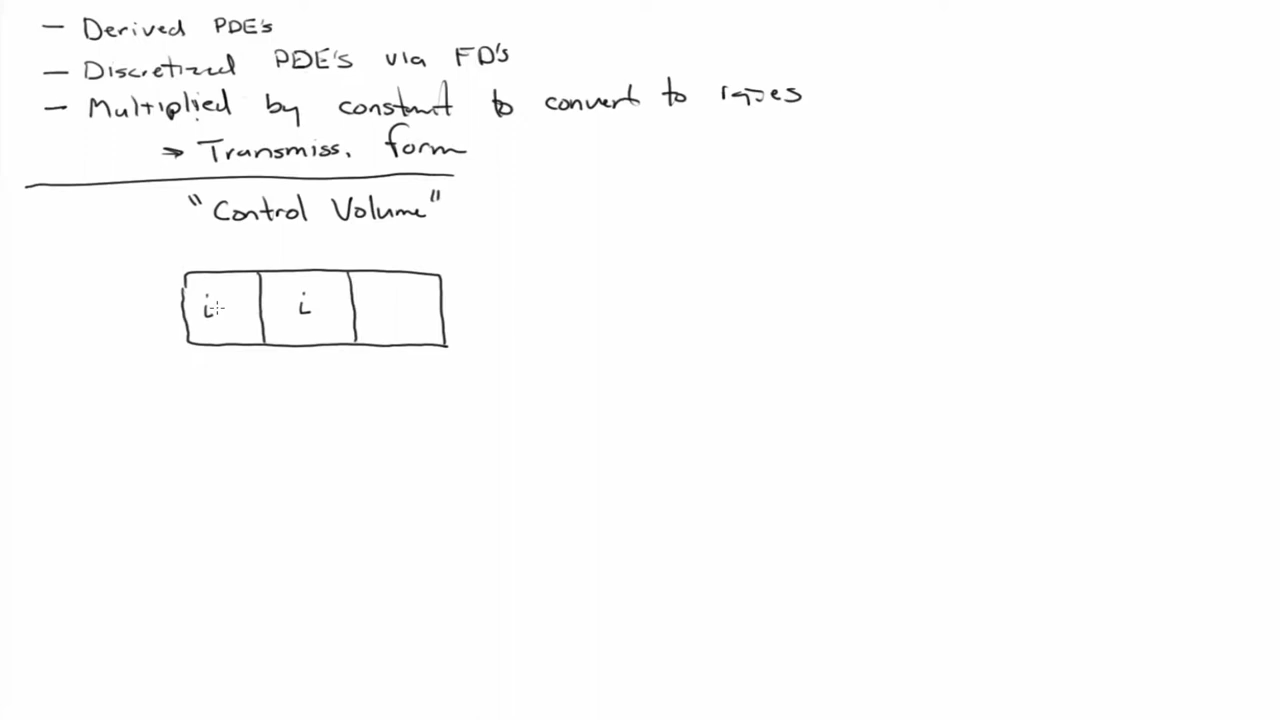 — Derived PDE's
— Discretized PDE's via FD's
— Multiplied by constant to convert to
⇒ Transmiss. form
"Control Volume"
i i